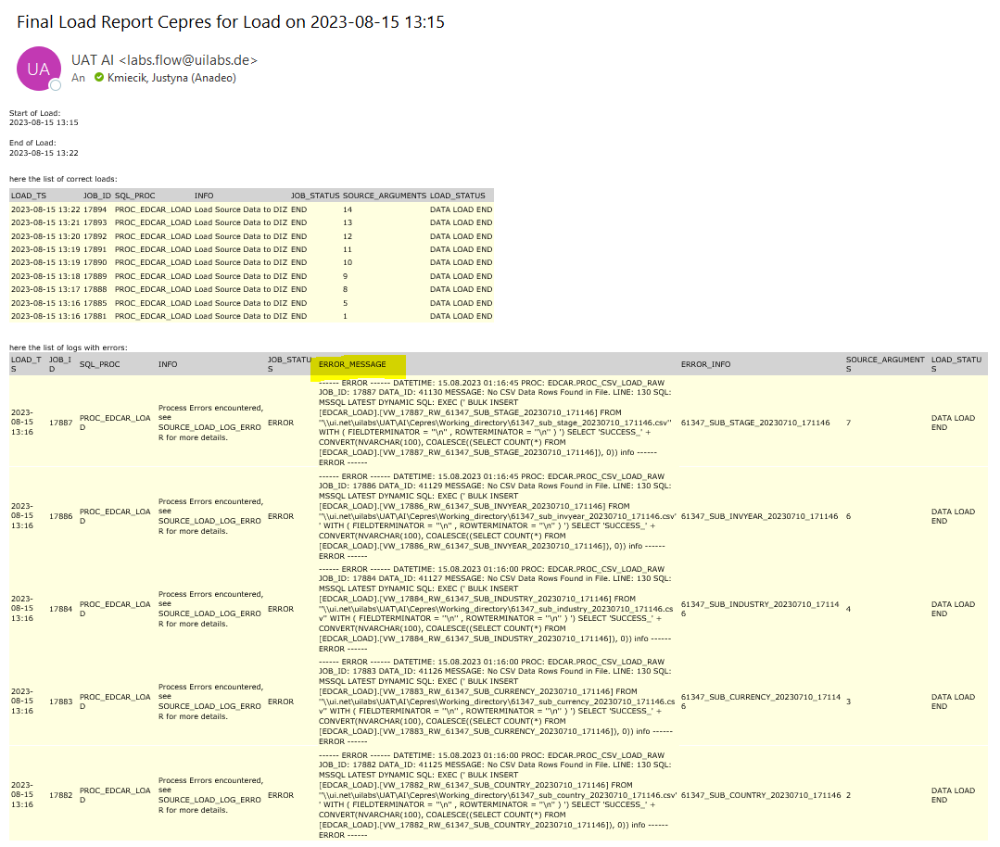 Final Load Report Cepres for Load on 2023-08-15 13:15
UA
UAT AI <labs.flow@uilabs.de>
An Kmiecik, Justyna (Anadeo)
Start of Load:
2023-08-15 13:15
End of Load:
2023-08-15 13:22
here the list of correct loads:
LOAD_TS JOB_ID SQL_PROC INFO JOB_STATUS SOURCE_ARGUMENTS LOAD_STATUS
2023-08-15 13:22 17894 PROC_EDCAR_LOAD Load Source Data to DIZ END 14 DATA LOAD END
2023-08-15 13:21 17893 PROC_EDCAR_LOAD Load Source Data to DIZ END 13 DATA LOAD END
2023-08-15 13:20 17892 PROC_EDCAR_LOAD Load Source Data to DIZ END 12 DATA LOAD END
2023-08-15 13:19 17891 PROC_EDCAR_LOAD Load Source Data to DIZ END 11 DATA LOAD END
2023-08-15 13:19 17890 PROC_EDCAR_LOAD Load Source Data to DIZ END 10 DATA LOAD END
2023-08-15 13:18 17889 PROC_EDCAR_LOAD Load Source Data to DIZ END 9 DATA LOAD END
2023-08-15 13:17 17888 PROC_EDCAR_LOAD Load Source Data to DIZ END 8 DATA LOAD END
2023-08-15 13:16 17885 PROC_EDCAR_LOAD Load Source Data to DIZ END 5 DATA LOAD END
2023-08-15 13:16 17881 PROC_EDCAR_LOAD Load Source Data to DIZ END 1 DATA LOAD END
here the list of logs with errors:
LOAD_T
S
JOB_I
D
SQL_PROC
INFO
JOB_STATU
S
ERROR_MESSAGE
ERROR_INFO
SOURCE_ARGUMENT
S
LOAD_STATU
S
2023-
08-15
13:16
17887
PROC_EDCAR_LOA
D
Process Errors encountered,
see
SOURCE_LOAD_LOG_ERRO
R for more details.
ERROR
------ ERROR ------ DATETIME: 15.08.2023 01:16:45 PROC: EDCAR.PROC_CSV_LOAD_RAW
JOB_ID: 17887 DATA_ID: 41130 MESSAGE: No CSV Data Rows Found in File. LINE: 130 SQL:
MSSQL LATEST DYNAMIC SQL: EXEC (' BULK INSERT
[EDCAR_LOAD].[VW_17887_RW_61347_SUB_STAGE_20230710_171146] FROM
''\\ui.net\uilabs\UAT\AI\Cepres\Working_directory\61347_sub_stage_20230710_171146.csv''
WITH ( FIELDTERMINATOR = ''\n'' , ROWTERMINATOR = ''\n'' ) ') SELECT 'SUCCESS_' +
CONVERT(NVARCHAR(100), COALESCE((SELECT COUNT(*) FROM
[EDCAR_LOAD].[VW_17887_RW_61347_SUB_STAGE_20230710_171146]), 0)) info ------
ERROR ------
61347_SUB_STAGE_20230710_171146
7
DATA LOAD
END
2023-
08-15
13:16
17886
PROC_EDCAR_LOA
D
Process Errors encountered,
see
SOURCE_LOAD_LOG_ERRO
R for more details.
ERROR
------ ERROR ------ DATETIME: 15.08.2023 01:16:45 PROC: EDCAR.PROC_CSV_LOAD_RAW
JOB_ID: 17886 DATA_ID: 41129 MESSAGE: No CSV Data Rows Found in File. LINE: 130 SQL:
MSSQL LATEST DYNAMIC SQL: EXEC (' BULK INSERT
[EDCAR_LOAD].[VW_17886_RW_61347_SUB_INVYEAR_20230710_171146] FROM
''\\ui.net\uilabs\UAT\AI\Cepres\Working_directory\61347_sub_invyear_20230710_171146.csv'
' WITH ( FIELDTERMINATOR = ''\n'' , ROWTERMINATOR = ''\n'' ) ') SELECT 'SUCCESS_' +
CONVERT(NVARCHAR(100), COALESCE((SELECT COUNT(*) FROM
[EDCAR_LOAD].[VW_17886_RW_61347_SUB_INVYEAR_20230710_171146]), 0)) info ------
ERROR ------
61347_SUB_INVYEAR_20230710_171146
6
DATA LOAD
END
2023-
08-15
13:16
17884
PROC_EDCAR_LOA
D
Process Errors encountered,
see
SOURCE_LOAD_LOG_ERRO
R for more details.
ERROR
------ ERROR ------ DATETIME: 15.08.2023 01:16:00 PROC: EDCAR.PROC_CSV_LOAD_RAW
JOB_ID: 17884 DATA_ID: 41127 MESSAGE: No CSV Data Rows Found in File. LINE: 130 SQL:
MSSQL LATEST DYNAMIC SQL: EXEC (' BULK INSERT
[EDCAR_LOAD].[VW_17884_RW_61347_SUB_INDUSTRY_20230710_171146] FROM
''\\ui.net\uilabs\UAT\AI\Cepres\Working_directory\61347_sub_industry_20230710_171146.cs
v'' WITH ( FIELDTERMINATOR = ''\n'' , ROWTERMINATOR = ''\n'' ) ') SELECT 'SUCCESS_' +
CONVERT(NVARCHAR(100), COALESCE((SELECT COUNT(*) FROM
[EDCAR_LOAD].[VW_17884_RW_61347_SUB_INDUSTRY_20230710_171146]), 0)) info ------
ERROR ------
61347_SUB_INDUSTRY_20230710_17114
6
4
DATA LOAD
END
2023-
08-15
13:16
17883
PROC_EDCAR_LOA
D
Process Errors encountered,
see
SOURCE_LOAD_LOG_ERRO
R for more details.
ERROR
------ ERROR ------ DATETIME: 15.08.2023 01:16:00 PROC: EDCAR.PROC_CSV_LOAD_RAW
JOB_ID: 17883 DATA_ID: 41126 MESSAGE: No CSV Data Rows Found in File. LINE: 130 SQL:
MSSQL LATEST DYNAMIC SQL: EXEC (' BULK INSERT
[EDCAR_LOAD].[VW_17883_RW_61347_SUB_CURRENCY_20230710_171146] FROM
''\\ui.net\uilabs\UAT\AI\Cepres\Working_directory\61347_sub_currency_20230710_171146.cs
v'' WITH ( FIELDTERMINATOR = ''\n'' , ROWTERMINATOR = ''\n'' ) ') SELECT 'SUCCESS_' +
CONVERT(NVARCHAR(100), COALESCE((SELECT COUNT(*) FROM
[EDCAR_LOAD].[VW_17883_RW_61347_SUB_CURRENCY_20230710_171146]), 0)) info ------
ERROR ------
61347_SUB_CURRENCY_20230710_17114
6
3
DATA LOAD
END
2023-
08-15
13:16
17882
PROC_EDCAR_LOA
D
Process Errors encountered,
see
SOURCE_LOAD_LOG_ERRO
R for more details.
ERROR
------ ERROR ------ DATETIME: 15.08.2023 01:16:00 PROC: EDCAR.PROC_CSV_LOAD_RAW
JOB_ID: 17882 DATA_ID: 41125 MESSAGE: No CSV Data Rows Found in File. LINE: 130 SQL:
MSSQL LATEST DYNAMIC SQL: EXEC (' BULK INSERT
[EDCAR_LOAD].[VW_17882_RW_61347_SUB_COUNTRY_20230710_171146] FROM
''\\ui.net\uilabs\UAT\AI\Cepres\Working_directory\61347_sub_country_20230710_171146.csv'
' WITH ( FIELDTERMINATOR = ''\n'' , ROWTERMINATOR = ''\n'' ) ') SELECT 'SUCCESS_' +
CONVERT(NVARCHAR(100), COALESCE((SELECT COUNT(*) FROM
[EDCAR_LOAD].[VW_17882_RW_61347_SUB_COUNTRY_20230710_171146]), 0)) info ------
ERROR ------
61347_SUB_COUNTRY_20230710_171146
2
DATA LOAD
END